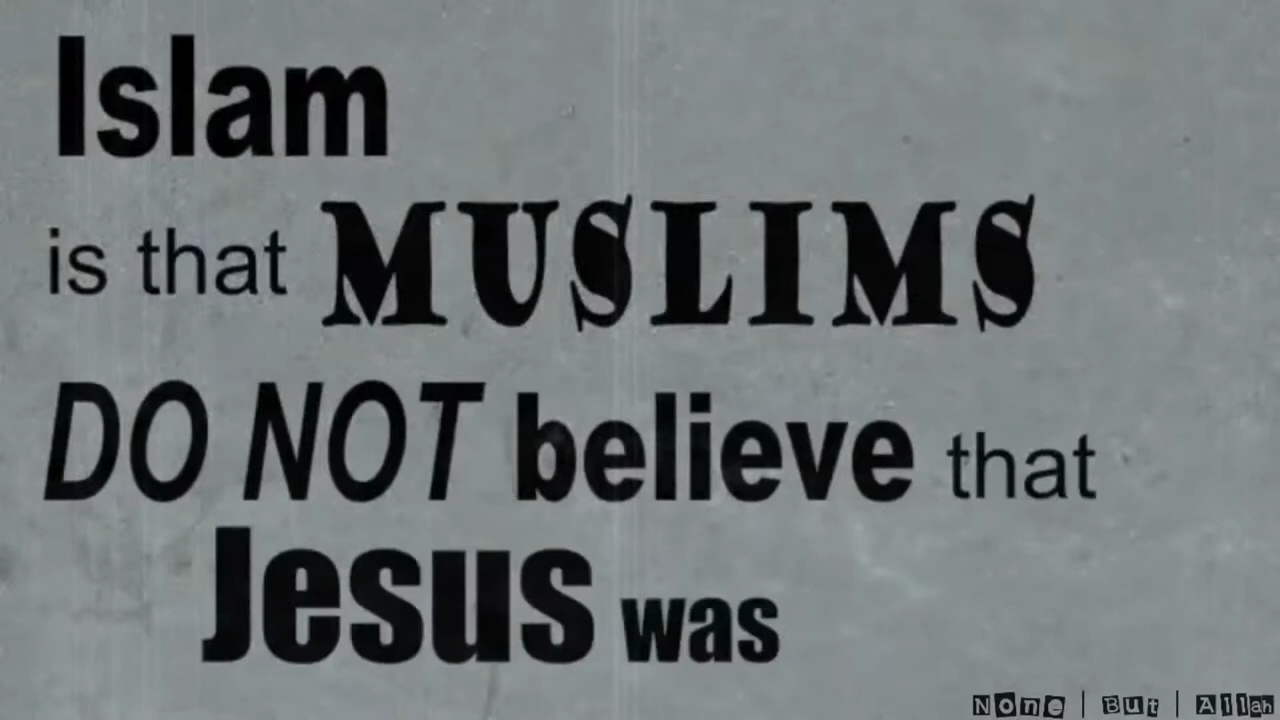 Islam
is that MUSLIMS
DO NOT believe that
Jesus was
None | But | Allah